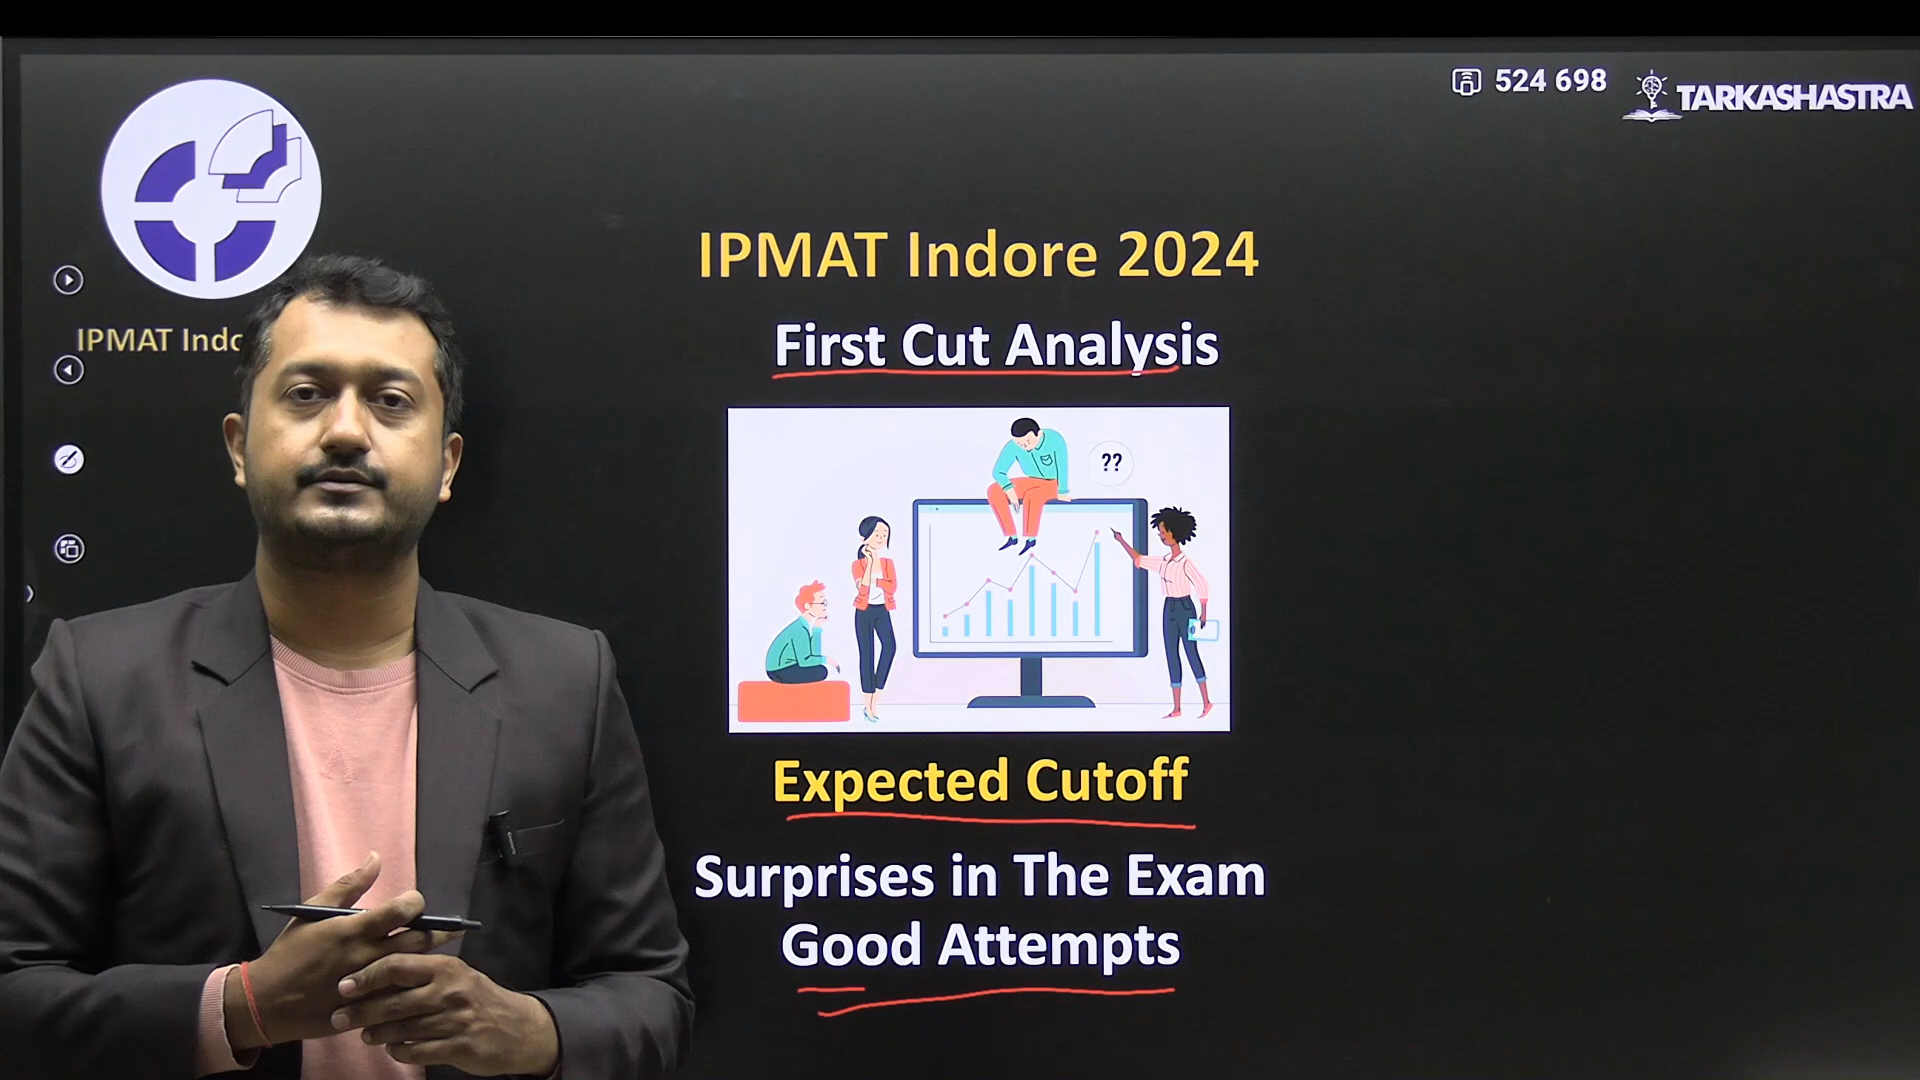 524 698
TARKASHASTRA
IPMAT Indore 2024
IPMAT Indo
First Cut Analysis
??
Expected Cutoff
Surprises in The Exam
Good Attempts